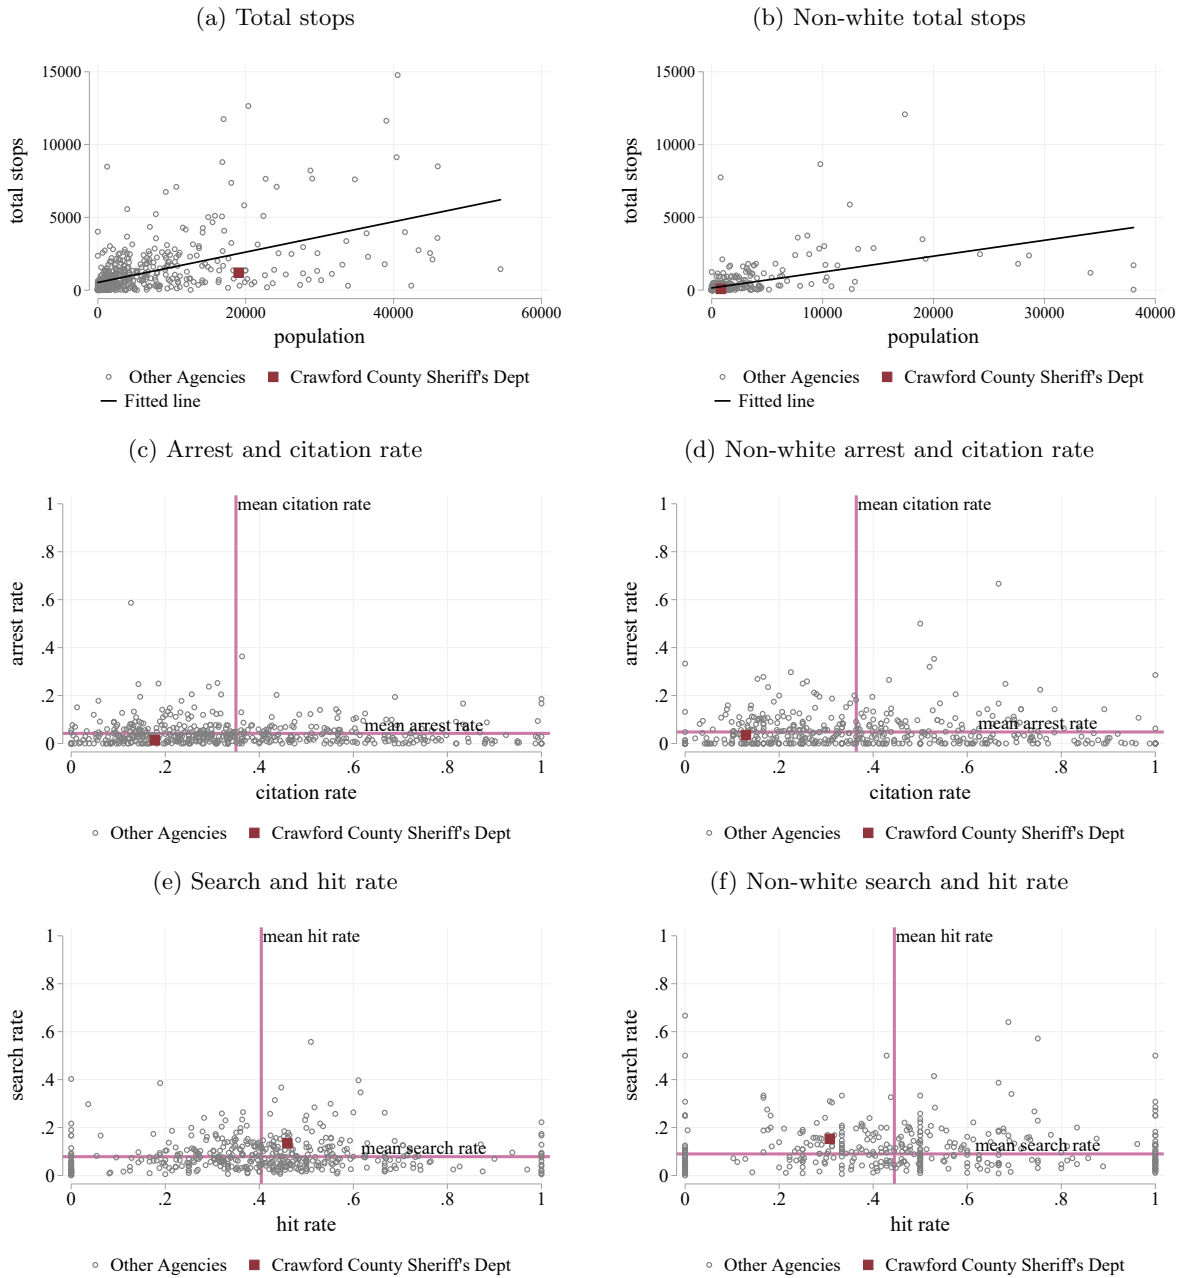 (a) Total stops
(b) Non-white total stops
15000
10000
5000
0
total stops
0 20000 40000 60000
population
Other Agencies Crawford County Sheriff's Dept
Fitted line
15000
10000
5000
0
total stops
0 10000 20000 30000 40000
population
Other Agencies Crawford County Sheriff's Dept
Fitted line
(c) Arrest and citation rate
(d) Non-white arrest and citation rate
1
.8
.6
.4
.2
0
arrest rate
mean citation rate
mean arrest rate
0 .2 .4 .6 .8 1
citation rate
Other Agencies Crawford County Sheriff's Dept
1
.8
.6
.4
.2
0
arrest rate
mean citation rate
mean arrest rate
0 .2 .4 .6 .8 1
citation rate
Other Agencies Crawford County Sheriff's Dept
(e) Search and hit rate
(f) Non-white search and hit rate
1
.8
.6
.4
.2
0
search rate
mean hit rate
mean search rate
0 .2 .4 .6 .8 1
hit rate
Other Agencies Crawford County Sheriff's Dept
1
.8
.6
.4
.2
0
search rate
mean hit rate
mean search rate
0 .2 .4 .6 .8 1
hit rate
Other Agencies Crawford County Sheriff's Dept